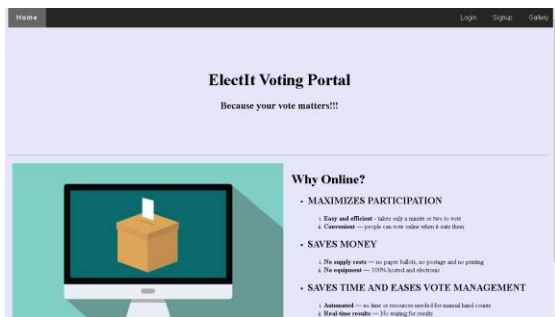 Home Login Signup Gallery
ElectIt Voting Portal
Because your vote matters!!!
Why Online?
• MAXIMIZES PARTICIPATION
i. Easy and efficient - takes only a minute or two to vote
ii. Convenient — people can vote online when it suits them
• SAVES MONEY
i. No supply costs — no paper ballots, no postage and no printing
ii. No equipment — 100% hosted and electronic
• SAVES TIME AND EASES VOTE MANAGEMENT
i. Automated — no time or resources needed for manual hand counts
ii. Real-time results — No waiting for results